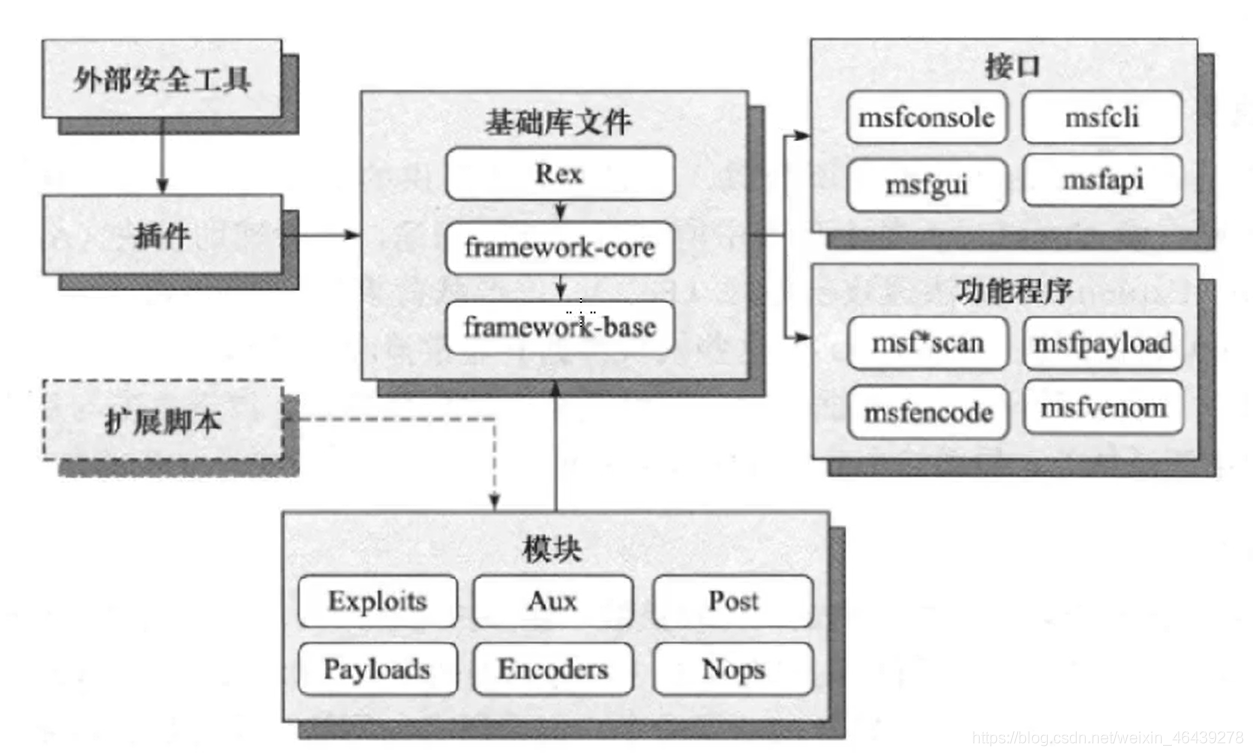 外部安全工具
插件
扩展脚本
基础库文件
Rex
framework-core
framework-base
接口
msfconsole
msfcli
msfgui
msfapi
功能程序
msf*scan
msfpayload
msfencode
msfvenom
模块
Exploits
Aux
Post
Payloads
Encoders
Nops
https://blog.csdn.net/weixin_46439278